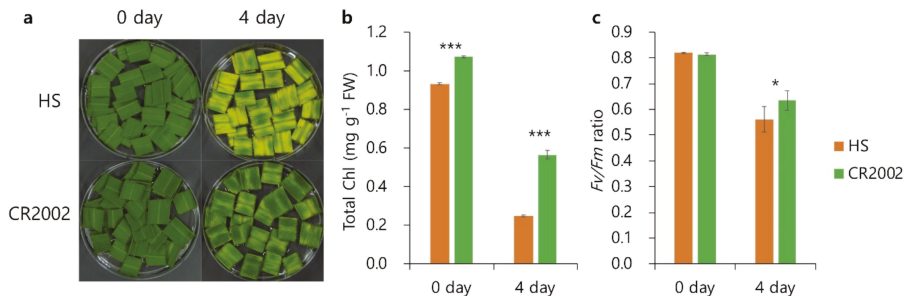 a
0 day
4 day
HS
CR2002
b
Total Chl (mg g⁻¹ FW)
1.2
1.0
0.8
0.6
0.4
0.2
0.0
***
***
0 day
4 day
c
Fv/Fm ratio
0.9
0.8
0.7
0.6
0.5
0.4
0.3
0.2
0.1
0.0
*
0 day
4 day
HS
CR2002